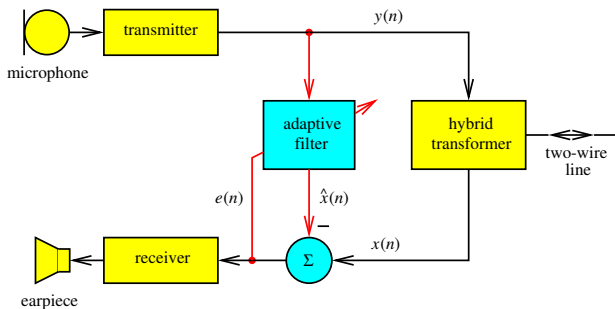 transmitter
y(n)
microphone
adaptive
filter
hybrid
transformer
two-wire
line
e(n)
x̂(n)
−
x(n)
receiver
Σ
earpiece